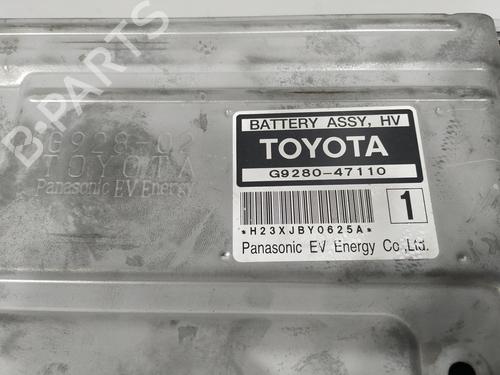 G9218-02
TOYOTA
Panasonic EV Energy
BATTERY ASSY, HV
TOYOTA
G9280-47110
1
*H23XJBY0625A*
Panasonic EV Energy Co.,Ltd.
B-PARTS